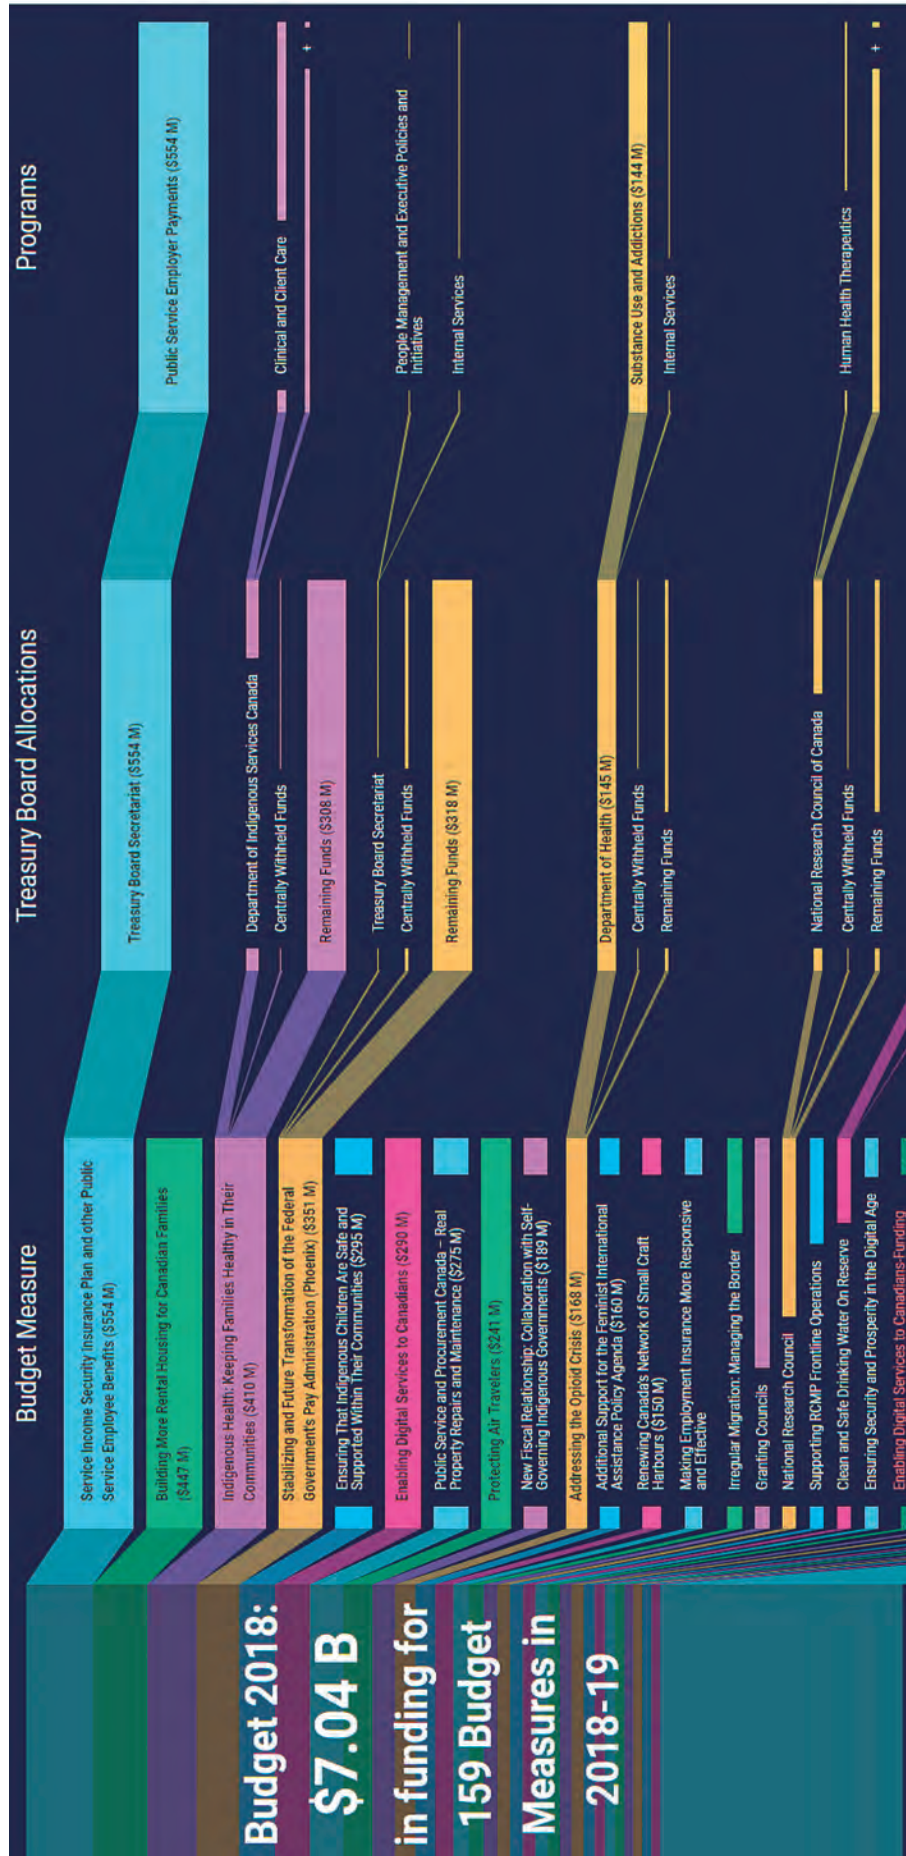 Budget 2018:
$7.04 B
in funding for
159 Budget
Measures in
2018-19
Budget Measure
Service Income Security Insurance Plan and other Public
Service Employee Benefits ($554 M)
Building More Rental Housing for Canadian Families
($447 M)
Indigenous Health: Keeping Families Healthy in Their
Communities ($410 M)
Stabilizing and Future Transformation of the Federal
Government's Pay Administration (Phoenix) ($351 M)
Ensuring That Indigenous Children Are Safe and
Supported Within Their Communities ($295 M)
Enabling Digital Services to Canadians ($290 M)
Public Service and Procurement Canada – Real
Property Repairs and Maintenance ($275 M)
Protecting Air Travelers ($241 M)
New Fiscal Relationship: Collaboration with Self-
Governing Indigenous Governments ($189 M)
Addressing the Opioid Crisis ($168 M)
Additional Support for the Feminist International
Assistance Policy Agenda ($160 M)
Renewing Canada's Network of Small Craft
Harbours ($150 M)
Making Employment Insurance More Responsive
and Effective
Irregular Migration: Managing the Border
Granting Councils
National Research Council
Supporting RCMP Frontline Operations
Clean and Safe Drinking Water On Reserve
Ensuring Security and Prosperity in the Digital Age
Enabling Digital Services to Canadians-Funding
Treasury Board Allocations
Treasury Board Secretariat ($554 M)
Department of Indigenous Services Canada
Centrally Withheld Funds
Remaining Funds ($308 M)
Treasury Board Secretariat
Centrally Withheld Funds
Remaining Funds ($318 M)
Department of Health ($145 M)
Centrally Withheld Funds
Remaining Funds
National Research Council of Canada
Centrally Withheld Funds
Remaining Funds
Programs
Public Service Employer Payments ($554 M)
Clinical and Client Care
+
People Management and Executive Policies and
Initiatives
Internal Services
Substance Use and Addictions ($144 M)
Internal Services
Human Health Therapeutics
+